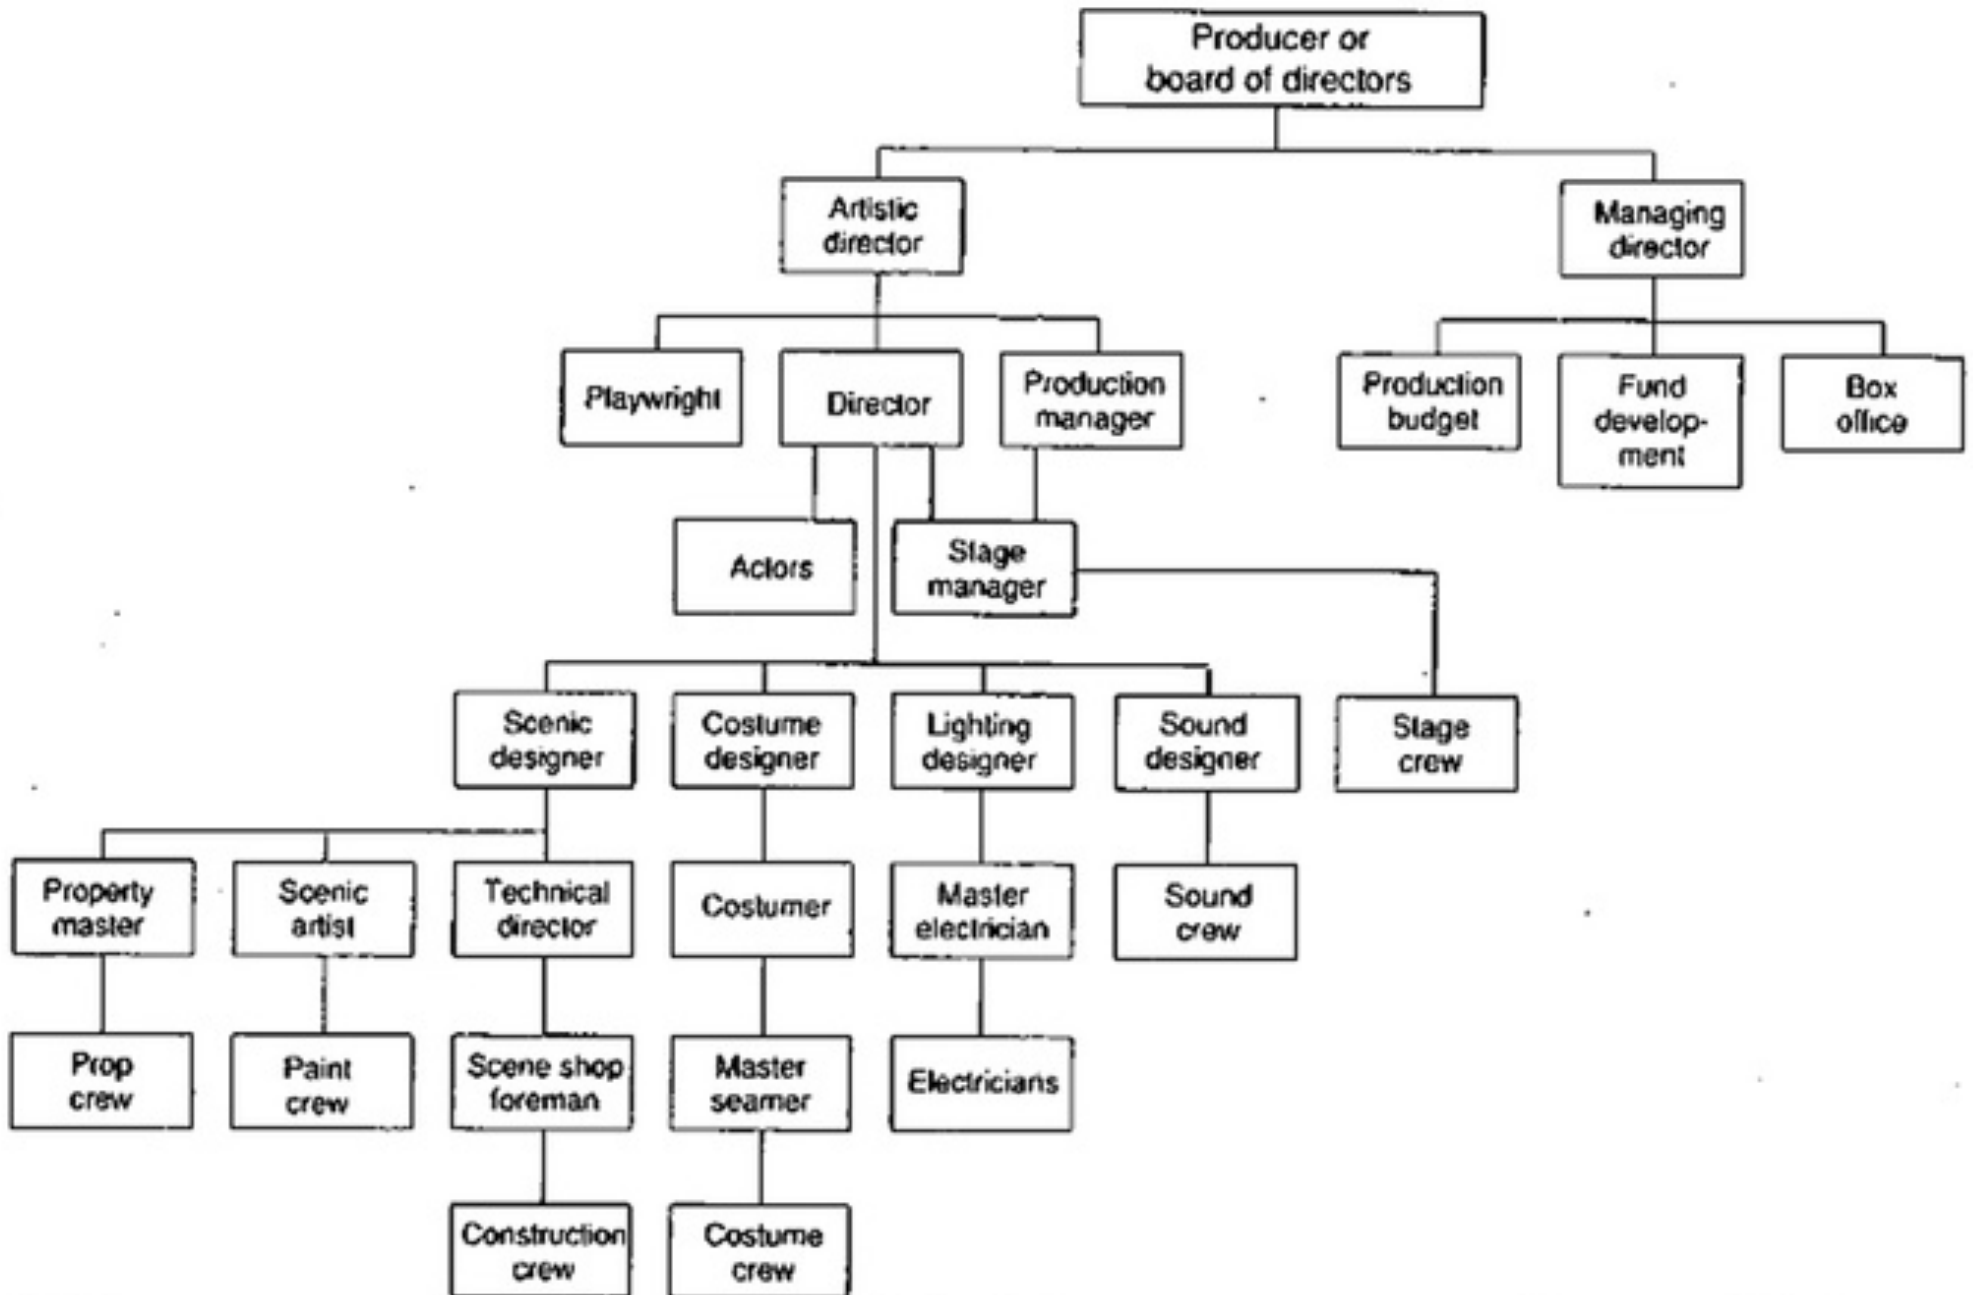 Producer or
board of directors
Artistic
director
Managing
director
Playwright
Director
Production
manager
Production
budget
Fund
develop-
ment
Box
office
Actors
Stage
manager
Scenic
designer
Costume
designer
Lighting
designer
Sound
designer
Stage
crew
Property
master
Scenic
artist
Technical
director
Costumer
Master
electrician
Sound
crew
Prop
crew
Paint
crew
Scene shop
foreman
Master
seamer
Electricians
Construction
crew
Costume
crew